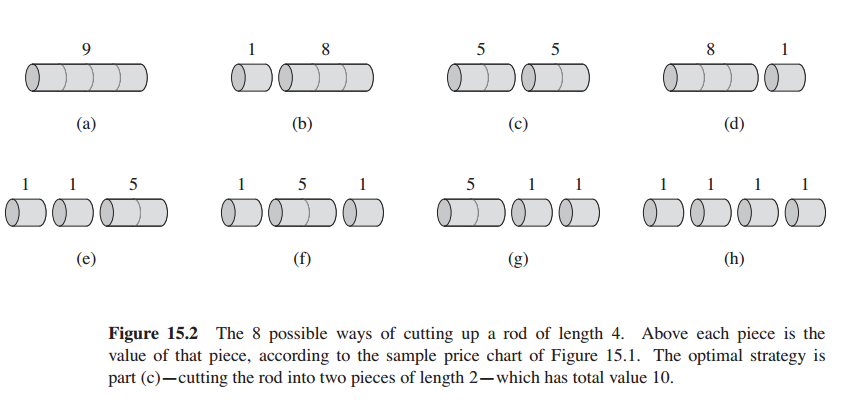 9 1 8 5 5 8 1
(a) (b) (c) (d)
1 1 5 1 5 1 5 1 1 1 1 1 1
(e) (f) (g) (h)
Figure 15.2 The 8 possible ways of cutting up a rod of length 4. Above each piece is the
value of that piece, according to the sample price chart of Figure 15.1. The optimal strategy is
part (c)—cutting the rod into two pieces of length 2—which has total value 10.